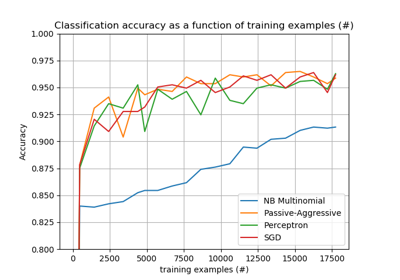 Classification accuracy as a function of training examples (#)
1.000
0.975
0.950
0.925
0.900
0.875
0.850
0.825
0.800
Accuracy
NB Multinomial
Passive-Aggressive
Perceptron
SGD
0 2500 5000 7500 10000 12500 15000 17500
training examples (#)